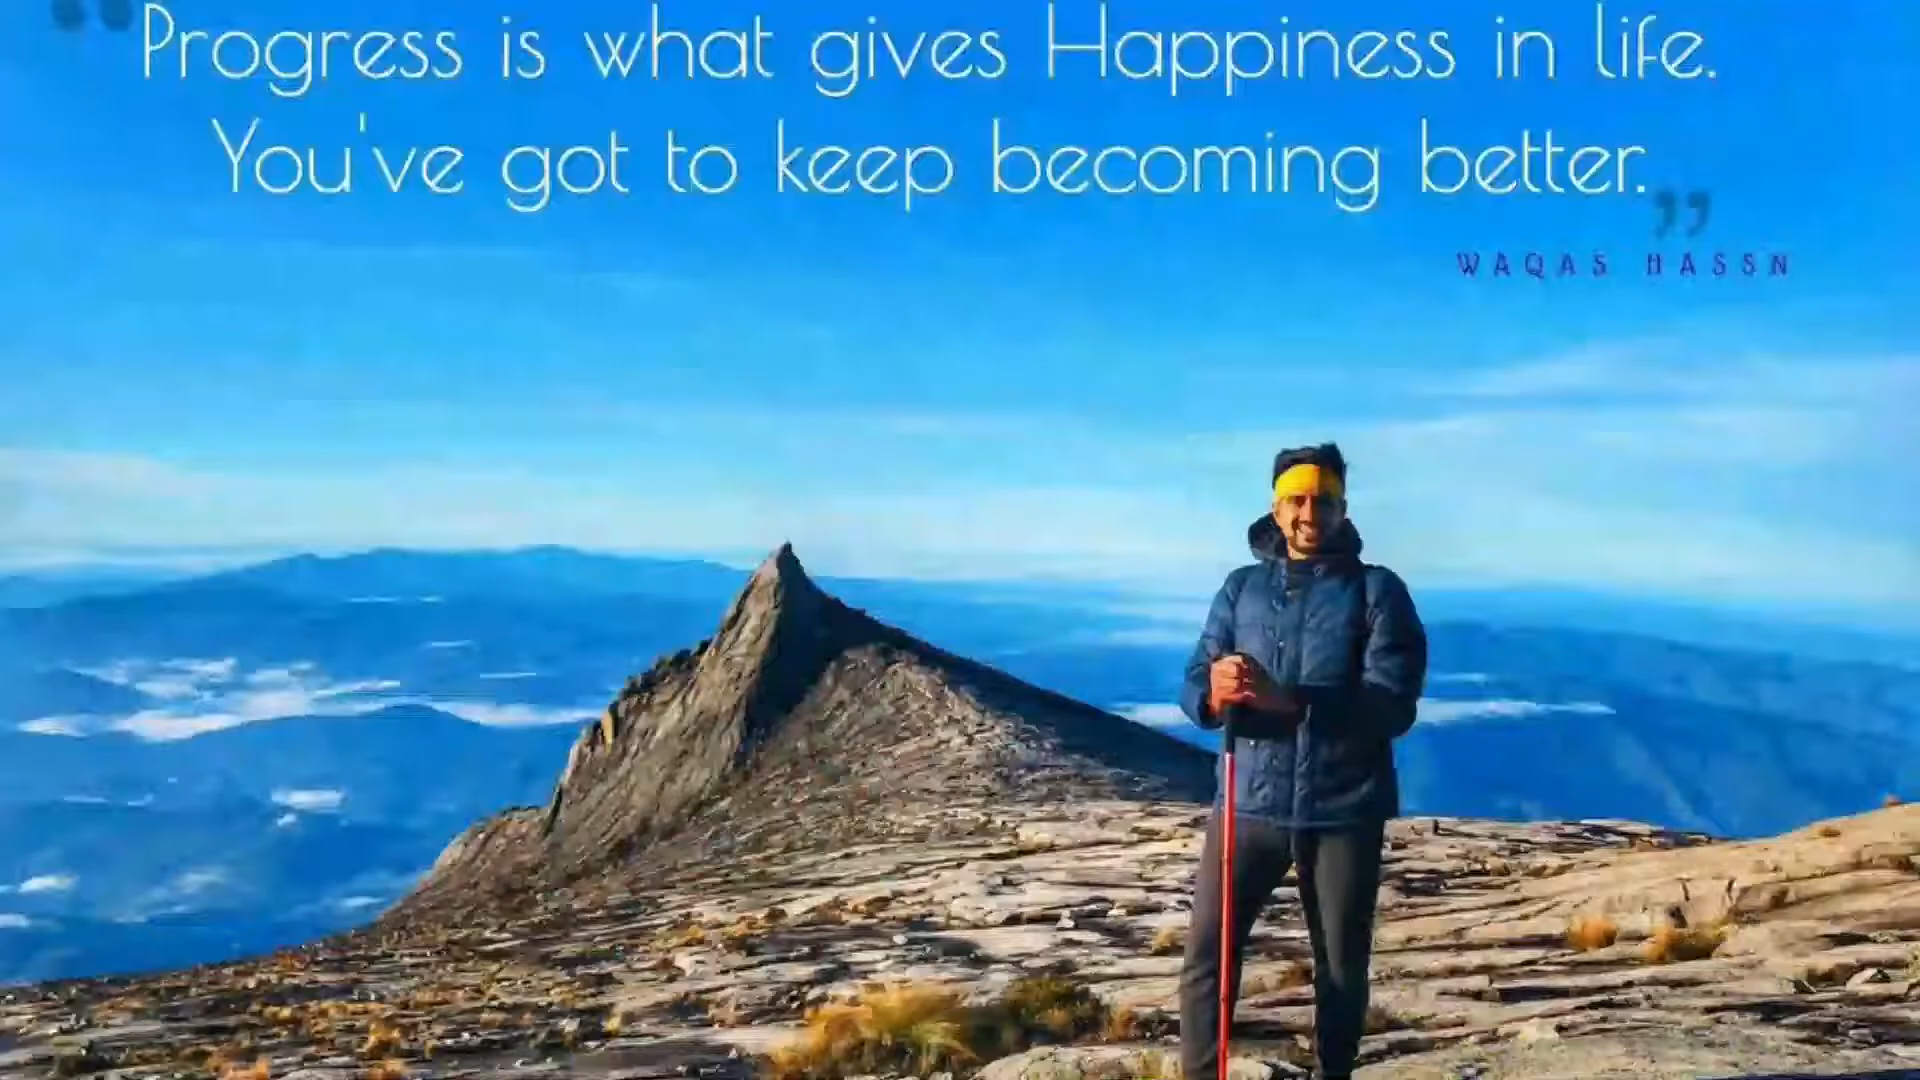 “Progress is what gives Happiness in life.
You've got to keep becoming better.”
WAQAS HASSN